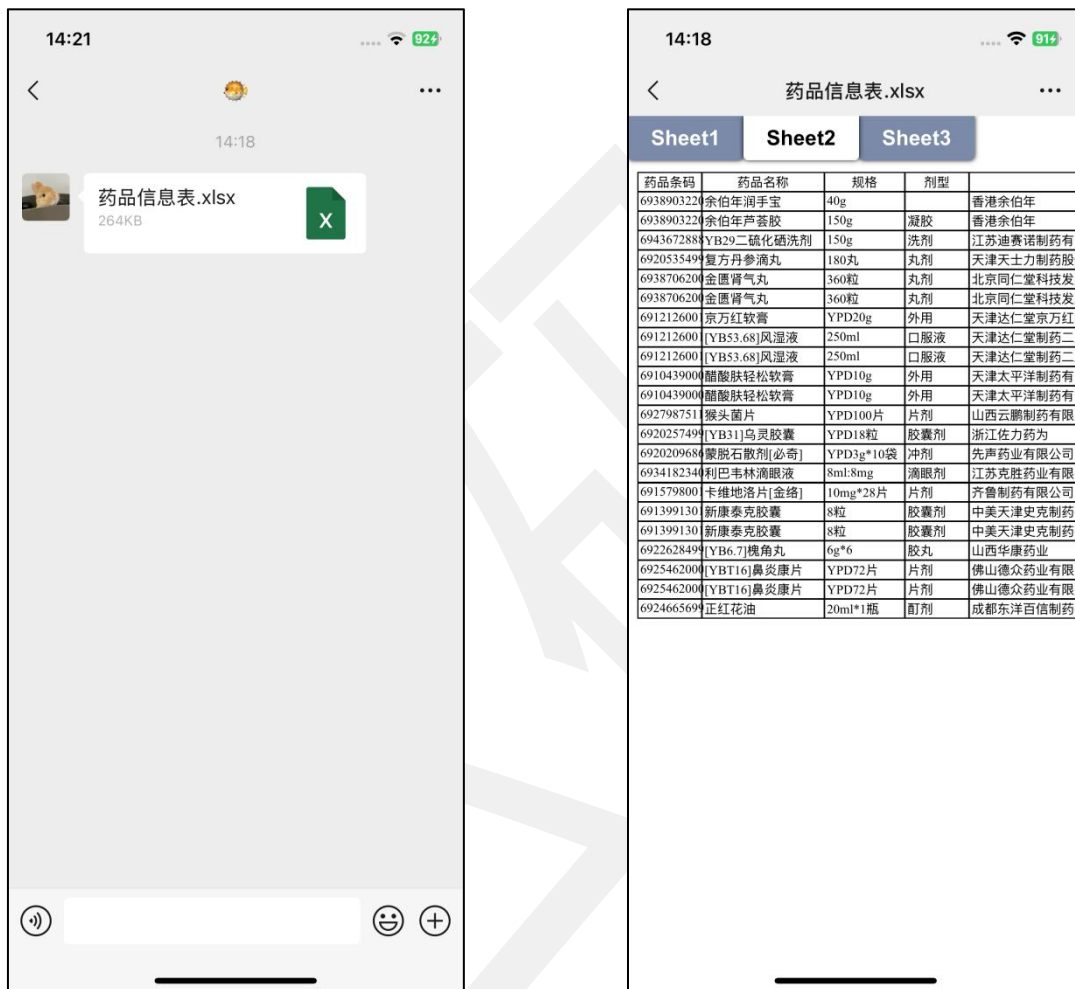 14:21
92
14:18
药品信息表.xlsx
264KB
X
14:18
91
药品信息表.xlsx
Sheet1 Sheet2 Sheet3
药品条码 药品名称 规格 剂型
6938903220 余伯年润手宝 40g 香港余伯年
6938903220 余伯年芦荟胶 150g 凝胶 香港余伯年
6943672888 YB29二硫化硒洗剂 150g 洗剂 江苏迪赛诺制药有
6920535499 复方丹参滴丸 180丸 丸剂 天津天士力制药股
6938706200 金匮肾气丸 360粒 丸剂 北京同仁堂科技发
6938706200 金匮肾气丸 360粒 丸剂 北京同仁堂科技发
691212600 京万红软膏 YPD20g 外用 天津达仁堂京万红
691212600 [YB53.68]风湿液 250ml 口服液 天津达仁堂制药二
691212600 [YB53.68]风湿液 250ml 口服液 天津达仁堂制药二
6910439000 醋酸肤轻松软膏 YPD10g 外用 天津太平洋制药有
6910439000 醋酸肤轻松软膏 YPD10g 外用 天津太平洋制药有
692798751 猴头菌片 YPD100片 片剂 山西云鹏制药有限
6920257499 [YB31]乌灵胶囊 YPD18粒 胶囊剂 浙江佐力药为
6920209686 蒙脱石散剂[必奇] YPD3g*10袋 冲剂 先声药业有限公司
6934182340 利巴韦林滴眼液 8ml:8mg 滴眼剂 江苏克胜药业有限
691579800 卡维地洛片[金络] 10mg*28片 片剂 齐鲁制药有限公司
691399130 新康泰克胶囊 8粒 胶囊剂 中美天津史克制药
691399130 新康泰克胶囊 8粒 胶囊剂 中美天津史克制药
6922628499 [YB6.7]槐角丸 6g*6 胶丸 山西华康药业
6925462000 [YBT16]鼻炎康片 YPD72片 片剂 佛山德众药业有限
6925462000 [YBT16]鼻炎康片 YPD72片 片剂 佛山德众药业有限
6924665699 正红花油 20ml*1瓶 酊剂 成都东洋百信制药